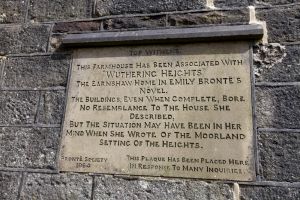 TOP WITHENS
THIS FARMHOUSE HAS BEEN ASSOCIATED WITH
"WUTHERING HEIGHTS"
THE EARNSHAW HOME IN EMILY BRONTË'S
NOVEL.
THE BUILDINGS, EVEN WHEN COMPLETE, BORE
NO RESEMBLANCE TO THE HOUSE SHE
DESCRIBED,
BUT THE SITUATION MAY HAVE BEEN IN HER
MIND WHEN SHE WROTE OF THE MOORLAND
SETTING OF THE HEIGHTS.
BRONTË SOCIETY
1964
THIS PLAQUE HAS BEEN PLACED HERE
IN RESPONSE TO MANY INQUIRIES.